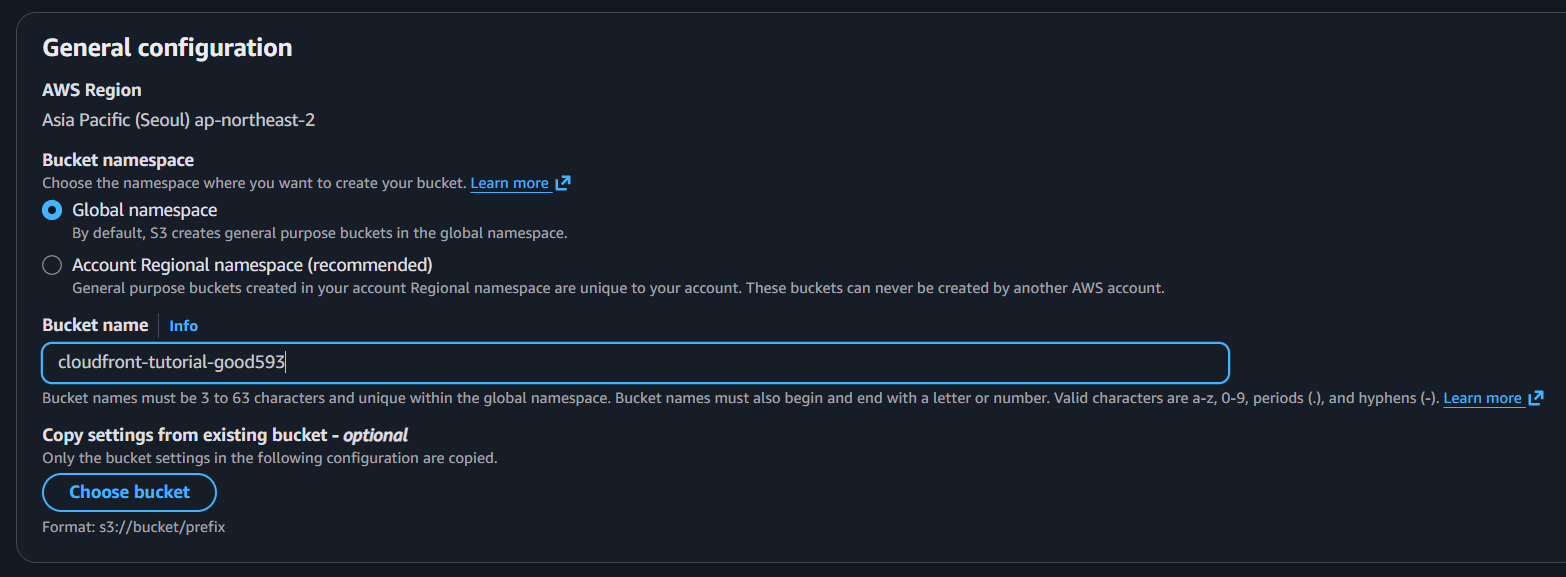 General configuration
AWS Region
Asia Pacific (Seoul) ap-northeast-2
Bucket namespace
Choose the namespace where you want to create your bucket. Learn more
Global namespace
By default, S3 creates general purpose buckets in the global namespace.
Account Regional namespace (recommended)
General purpose buckets created in your account Regional namespace are unique to your account. These buckets can never be created by another AWS account.
Bucket name Info
cloudfront-tutorial-good593
Bucket names must be 3 to 63 characters and unique within the global namespace. Bucket names must also begin and end with a letter or number. Valid characters are a-z, 0-9, periods (.), and hyphens (-). Learn more
Copy settings from existing bucket - optional
Only the bucket settings in the following configuration are copied.
Choose bucket
Format: s3://bucket/prefix